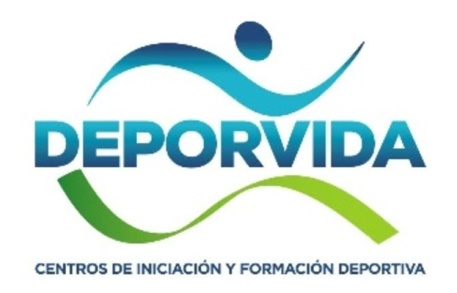 DEPORVIDA
CENTROS DE INICIACIÓN Y FORMACIÓN DEPORTIVA